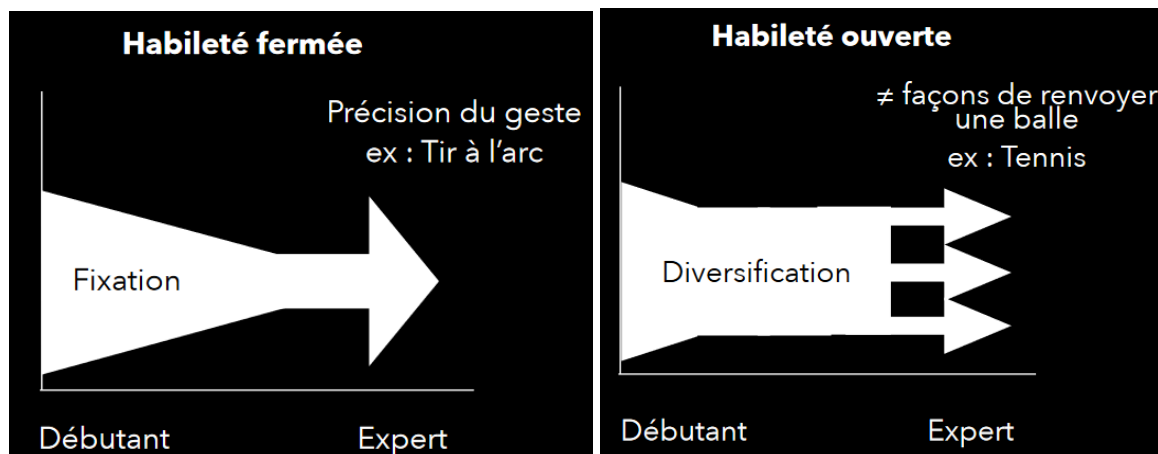 Habileté fermée
Précision du geste
ex : Tir à l'arc
Fixation
Débutant
Expert
Habileté ouverte
≠ façons de renvoyer
une balle
ex : Tennis
Diversification
Débutant
Expert